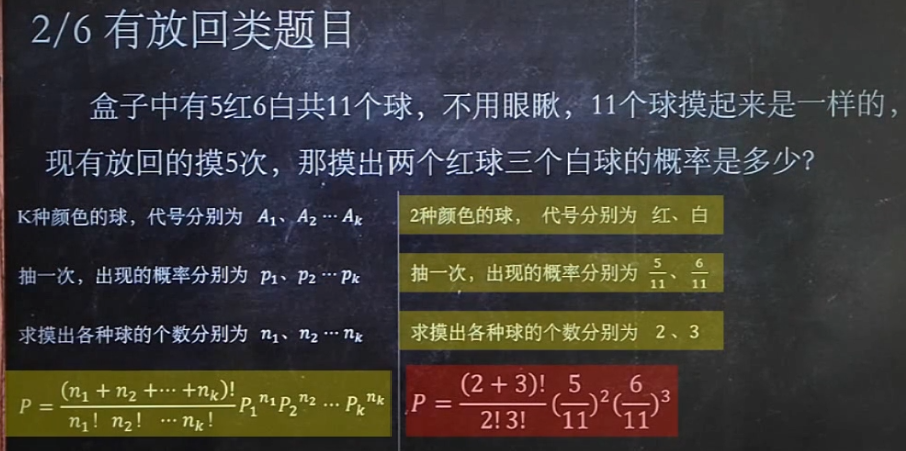 2/6 有放回类题目
盒子中有5红6白共11个球，不用眼瞅，11个球摸起来是一样的，
现有放回的摸5次，那摸出两个红球三个白球的概率是多少？
K种颜色的球，代号分别为 A₁、A₂ ⋯ Aₖ
2种颜色的球， 代号分别为 红、白
抽一次，出现的概率分别为 p₁、p₂ ⋯ pₖ
抽一次，出现的概率分别为 5/11、6/11
求摸出各种球的个数分别为 n₁、n₂ ⋯ nₖ
求摸出各种球的个数分别为 2、3
P = (n₁ + n₂ +⋯ +nₖ)! / n₁! n₂! ⋯ nₖ! P₁ⁿ₁P₂ⁿ₂ ⋯ Pₖⁿₖ
P = (2 + 3)! / 2! 3! (5/11)²(6/11)³